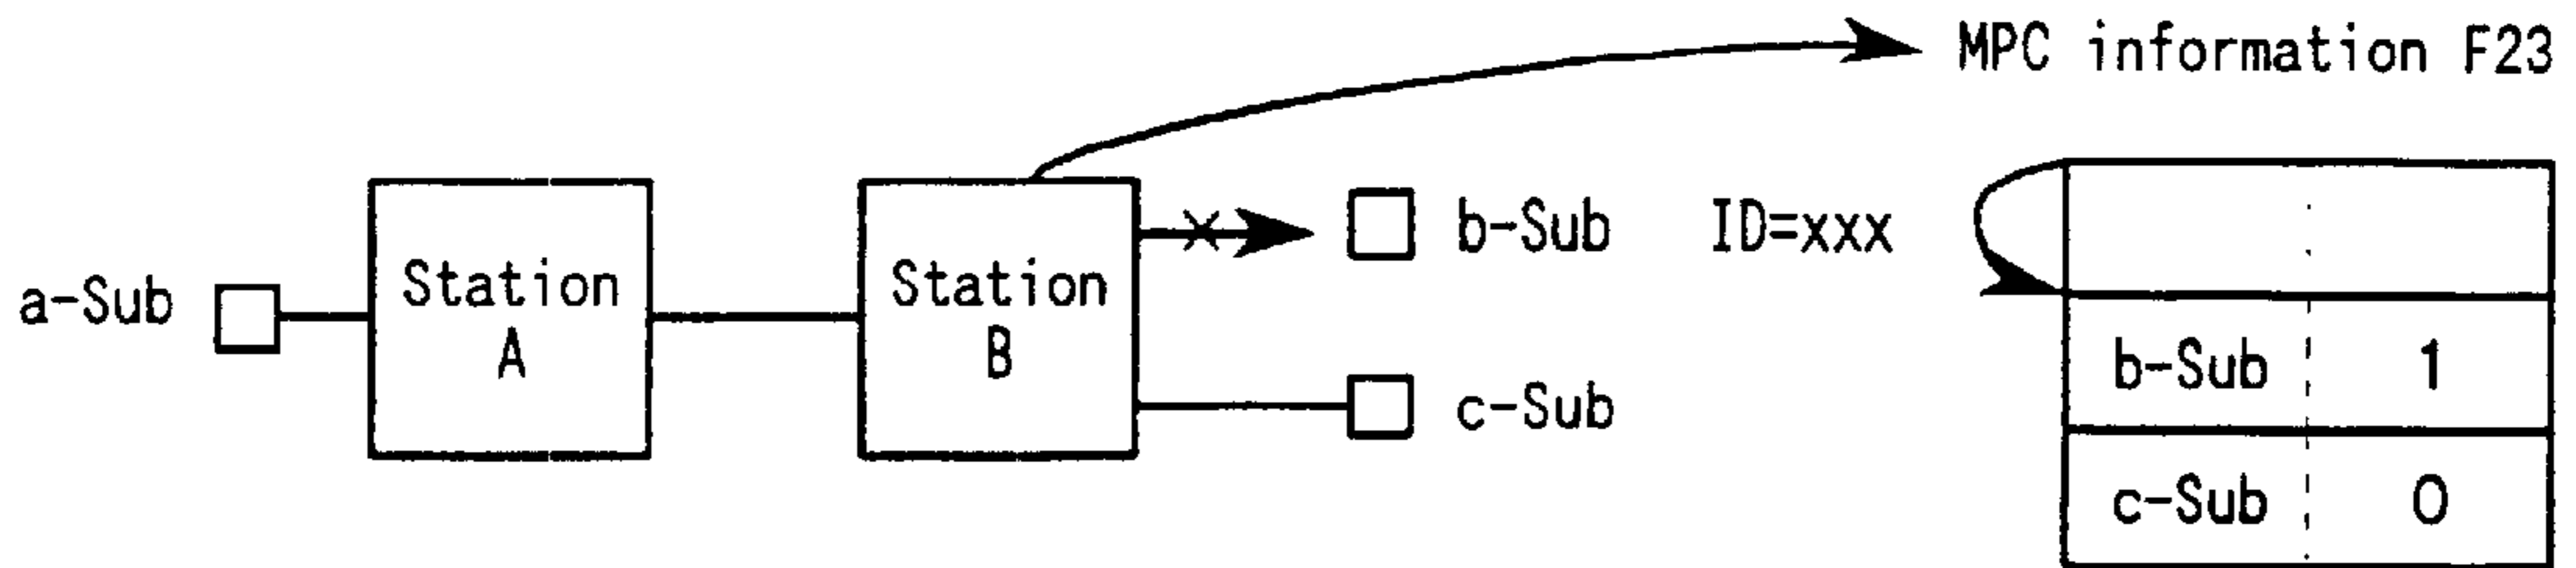 MPC information F23
a-Sub
Station
A
Station
B
b-Sub
c-Sub
ID=xxx
b-Sub 1
c-Sub 0